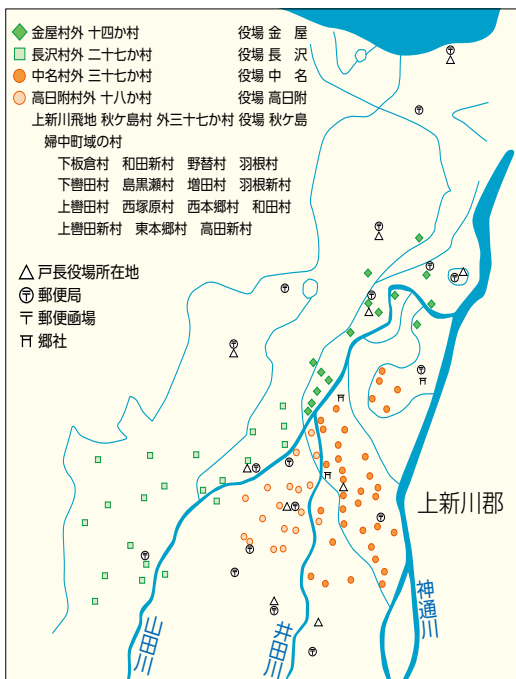 金屋村外 十四か村 役場 金 屋
長沢村外 二十七か村 役場 長 沢
中名村外 三十七か村 役場 中 名
高日附村外 十八か村 役場 高日附
上新川飛地 秋ケ島村 外三十七か村 役場 秋ケ島
婦中町域の村
下板倉村 和田新村 野替村 羽根村
下轡田村 島黒瀬村 増田村 羽根新村
上轡田村 西塚原村 西本郷村 和田村
上轡田新村 東本郷村 高田新村
戸長役場所在地
郵便局
郵便凾場
郷社
上新川郡
神通川
井田川
山田川